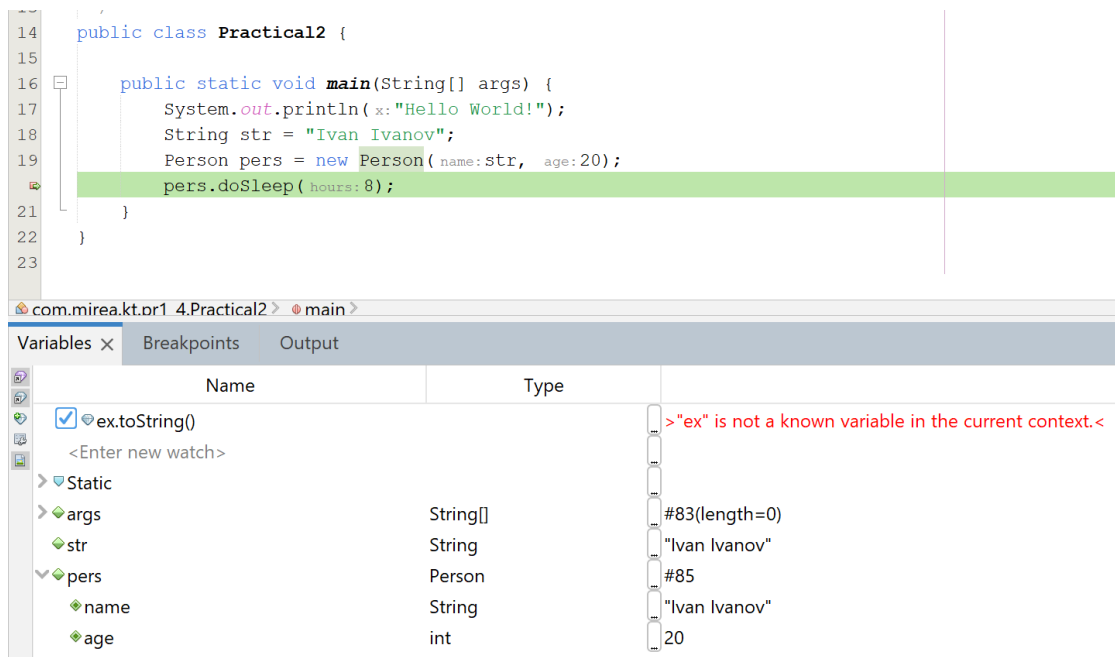 14 public class Practical2 {
15
16 public static void main(String[] args) {
17 System.out.println( x: "Hello World!");
18 String str = "Ivan Ivanov";
19 Person pers = new Person( name: str, age: 20);
pers.doSleep( hours: 8);
21 }
22 }
23
com.mirea.kt.pr1_4.Practical2 > main >
Variables × Breakpoints Output
Name Type
ex.toString() >"ex" is not a known variable in the current context.<
<Enter new watch>
Static
args String[] #83(length=0)
str String "Ivan Ivanov"
pers Person #85
name String "Ivan Ivanov"
age int 20